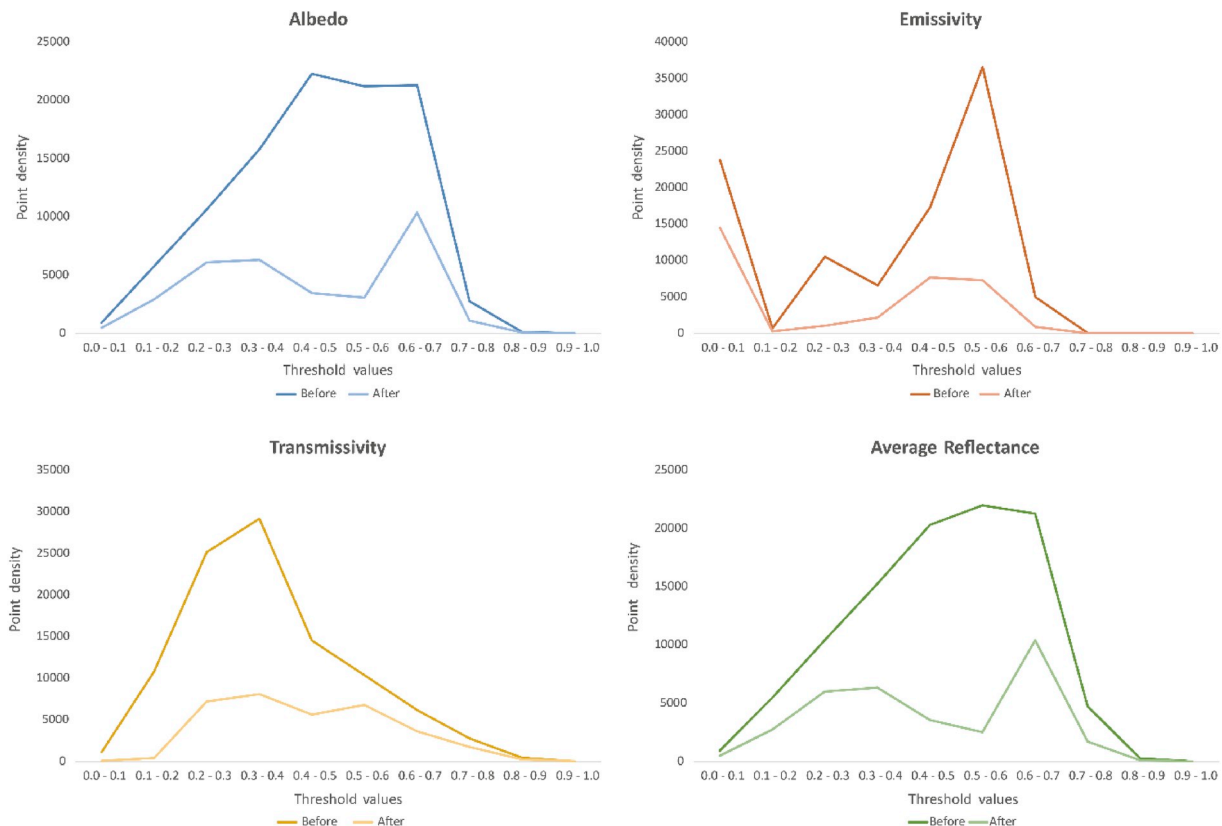 Albedo
25000
20000
15000
10000
5000
0
Point density
0.0 - 0.1 0.1 - 0.2 0.2 - 0.3 0.3 - 0.4 0.4 - 0.5 0.5 - 0.6 0.6 - 0.7 0.7 - 0.8 0.8 - 0.9 0.9 - 1.0
Threshold values
Before After
Emissivity
40000
35000
30000
25000
20000
15000
10000
5000
0
Point density
0.0 - 0.1 0.1 - 0.2 0.2 - 0.3 0.3 - 0.4 0.4 - 0.5 0.5 - 0.6 0.6 - 0.7 0.7 - 0.8 0.8 - 0.9 0.9 - 1.0
Threshold values
Before After
Transmissivity
35000
30000
25000
20000
15000
10000
5000
0
Point density
0.0 - 0.1 0.1 - 0.2 0.2 - 0.3 0.3 - 0.4 0.4 - 0.5 0.5 - 0.6 0.6 - 0.7 0.7 - 0.8 0.8 - 0.9 0.9 - 1.0
Threshold values
Before After
Average Reflectance
25000
20000
15000
10000
5000
0
Point density
0.0 - 0.1 0.1 - 0.2 0.2 - 0.3 0.3 - 0.4 0.4 - 0.5 0.5 - 0.6 0.6 - 0.7 0.7 - 0.8 0.8 - 0.9 0.9 - 1.0
Threshold values
Before After